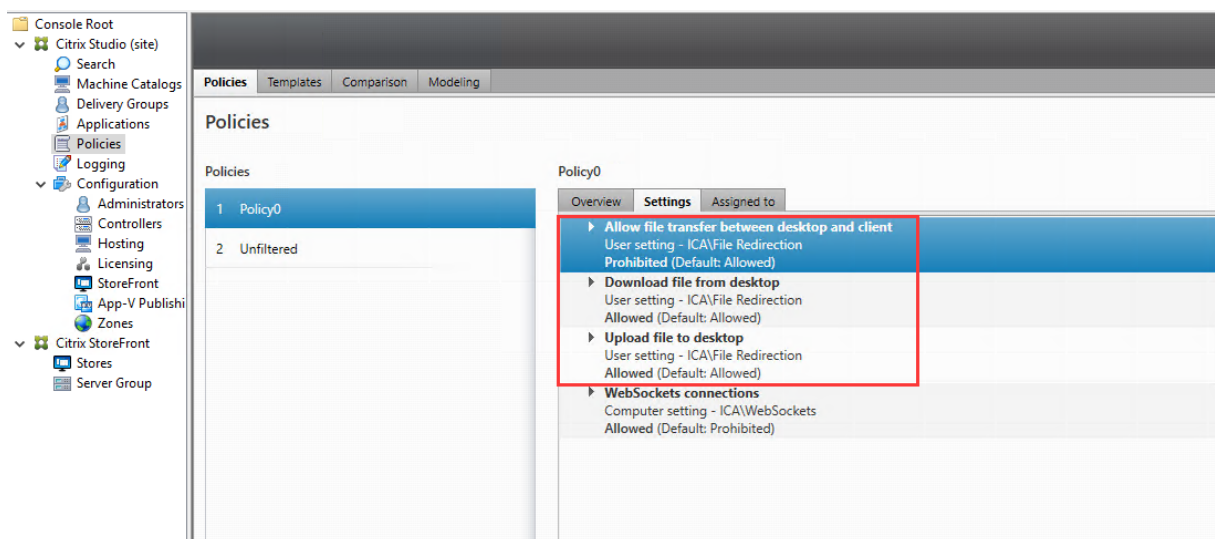 Console Root
Citrix Studio (site)
Search
Machine Catalogs
Delivery Groups
Applications
Policies
Logging
Configuration
Administrators
Controllers
Hosting
Licensing
StoreFront
App-V Publishi
Zones
Citrix StoreFront
Stores
Server Group
Policies Templates Comparison Modeling
Policies
Policies
1 Policy0
2 Unfiltered
Policy0
Overview Settings Assigned to
Allow file transfer between desktop and client
User setting - ICA\File Redirection
Prohibited (Default: Allowed)
Download file from desktop
User setting - ICA\File Redirection
Allowed (Default: Allowed)
Upload file to desktop
User setting - ICA\File Redirection
Allowed (Default: Allowed)
WebSockets connections
Computer setting - ICA\WebSockets
Allowed (Default: Prohibited)